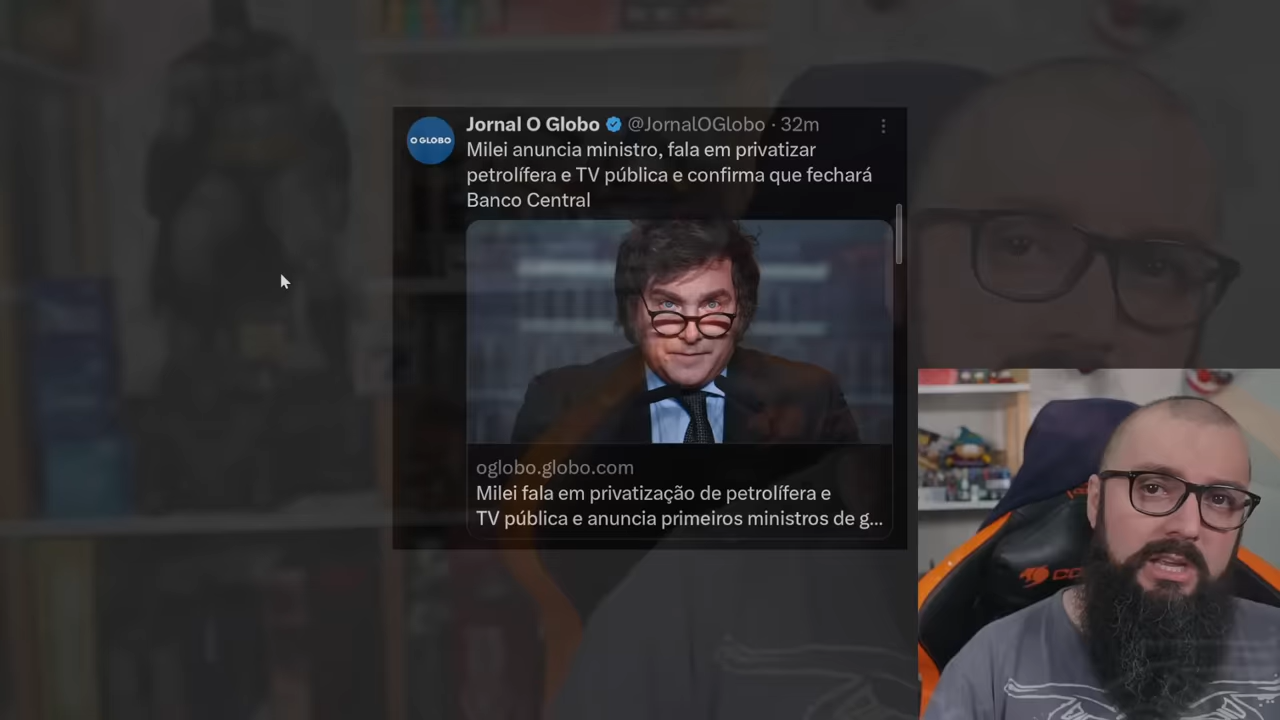 O GLOBO
Jornal O Globo @JornalOGlobo · 32m
Milei anuncia ministro, fala em privatizar
petrolífera e TV pública e confirma que fechará
Banco Central
oglobo.globo.com
Milei fala em privatização de petrolífera e
TV pública e anuncia primeiros ministros de g...